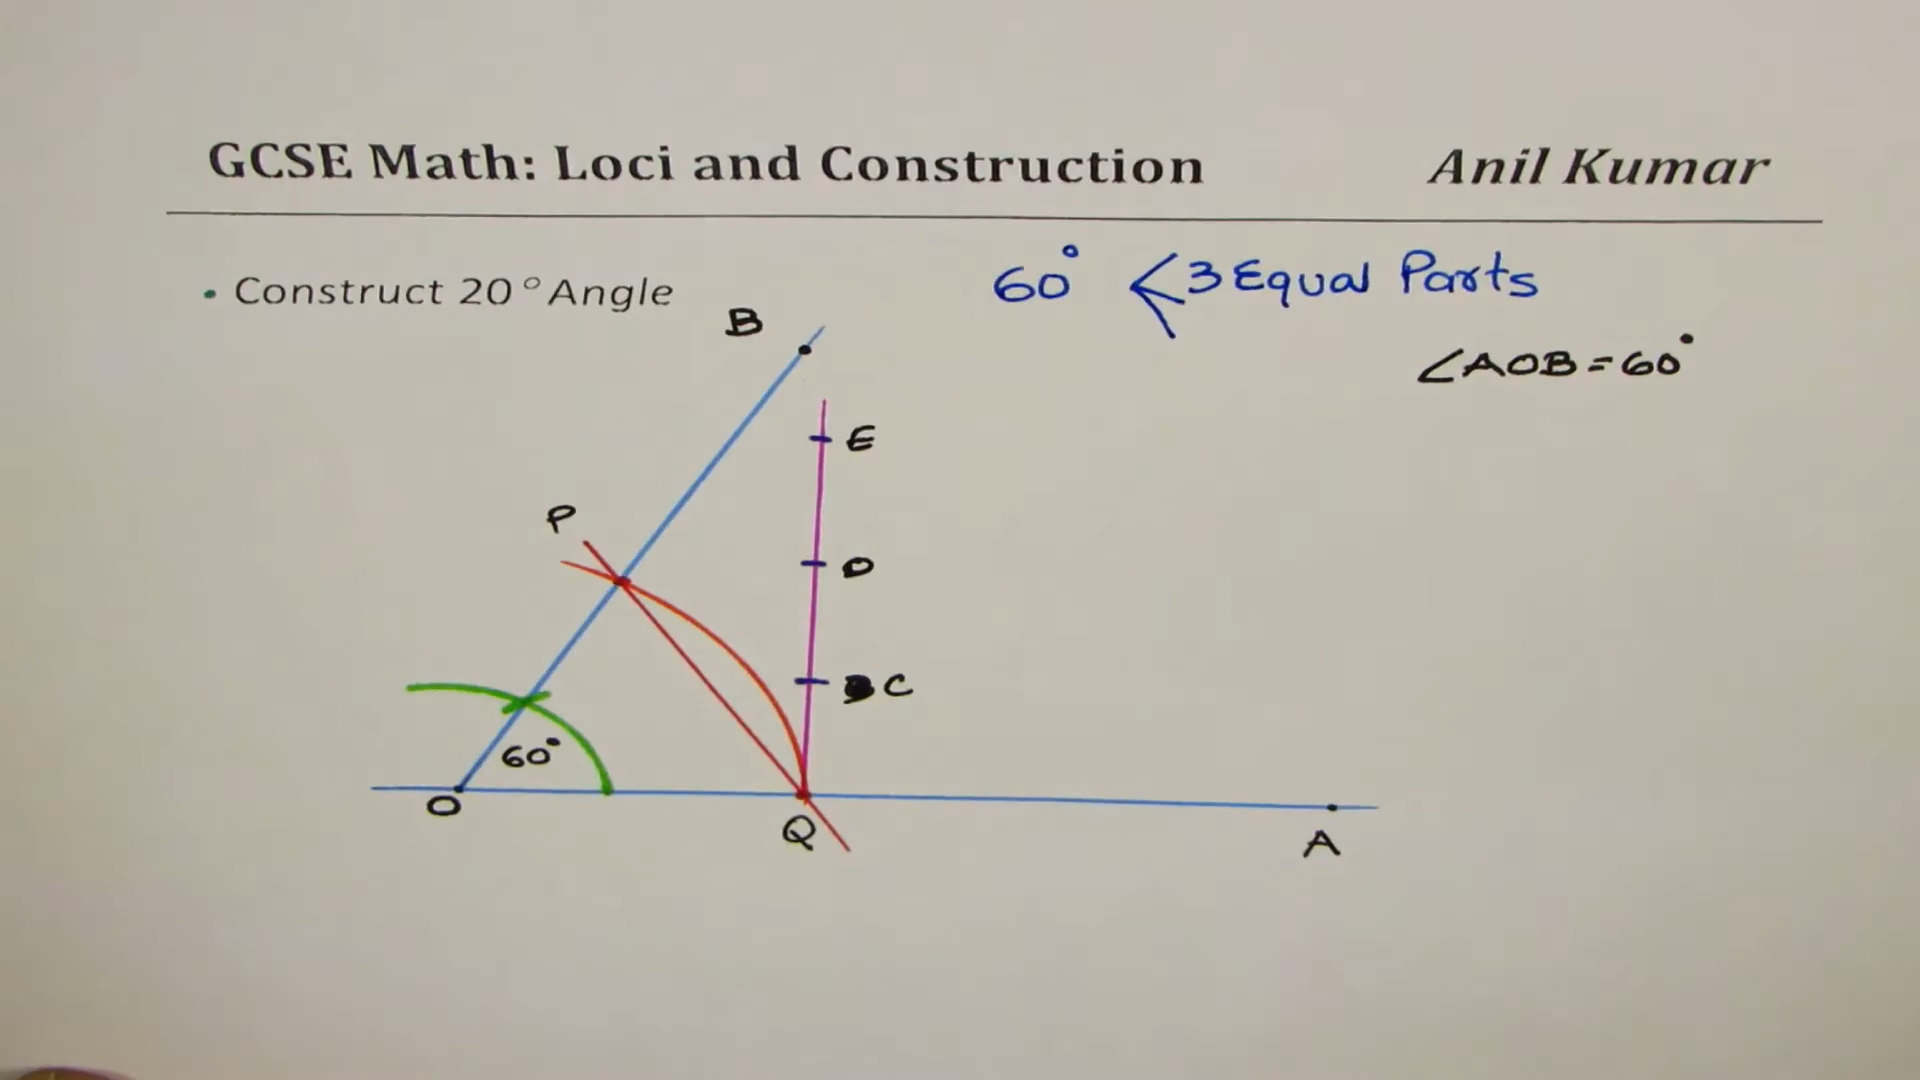 GCSE Math: Loci and Construction Anil Kumar
• Construct 20° Angle
60° < 3 Equal Parts
∠AOB = 60°
B
E
P
D
C
60°
O
Q
A